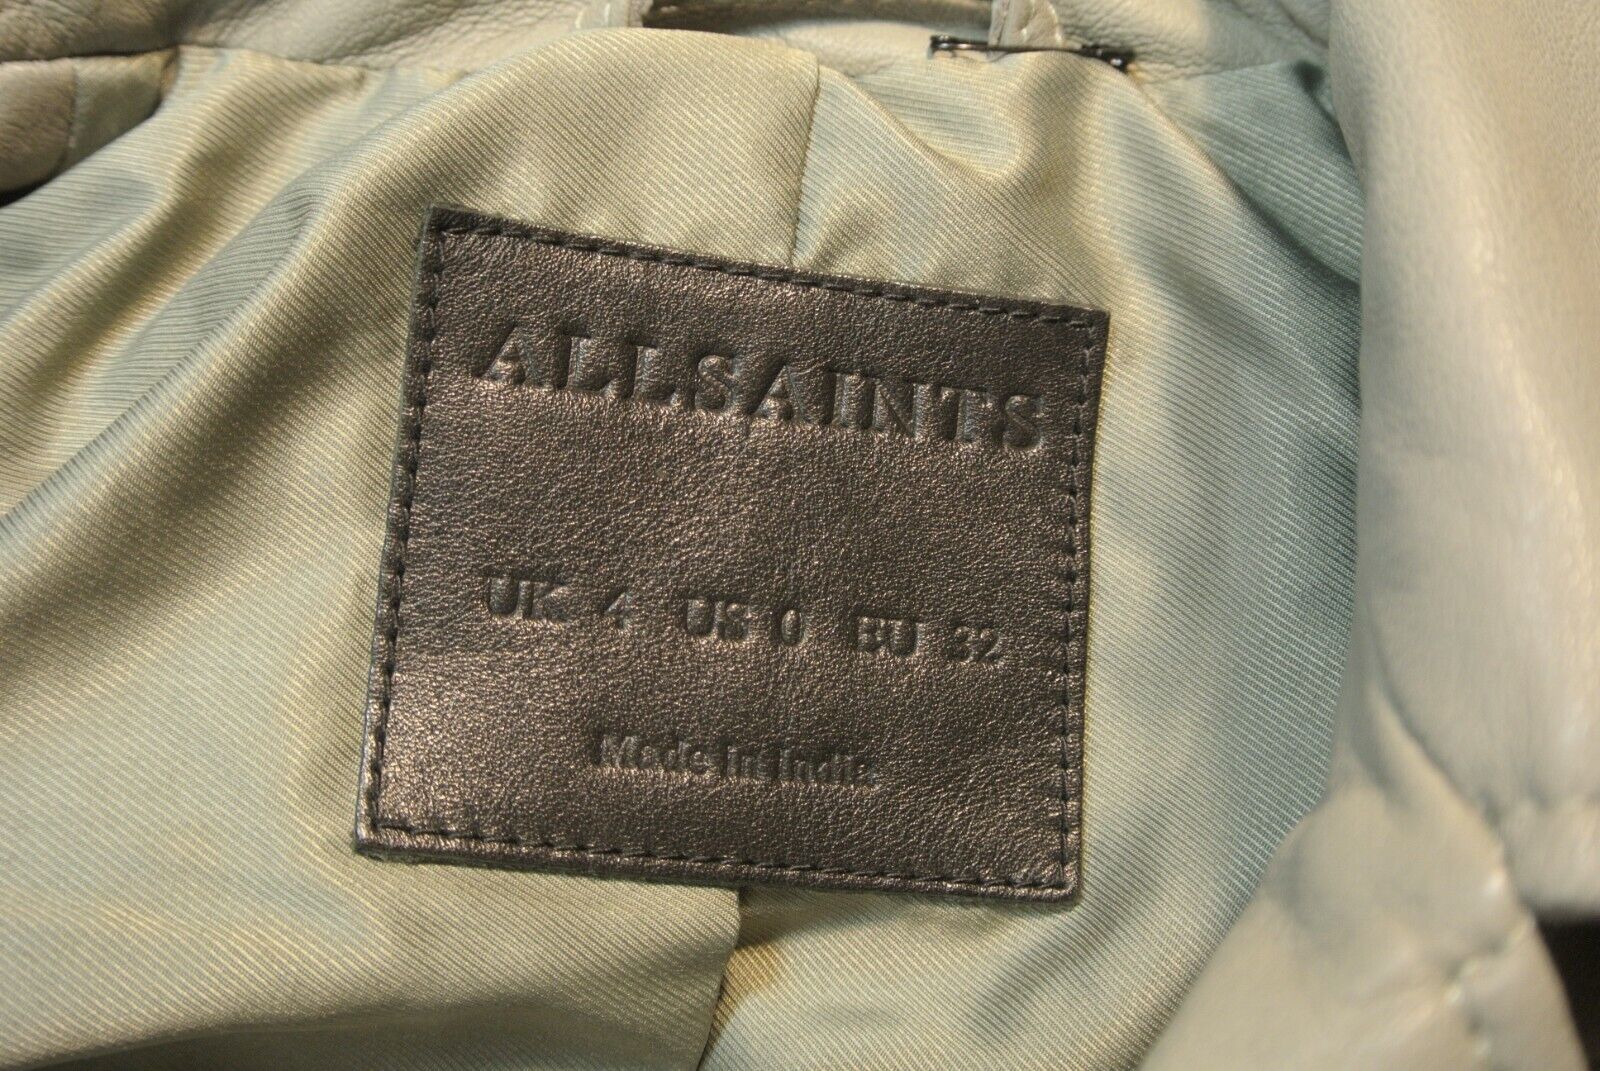 ALLSAINTS
UK 4 US 0 EU 32
Made in India